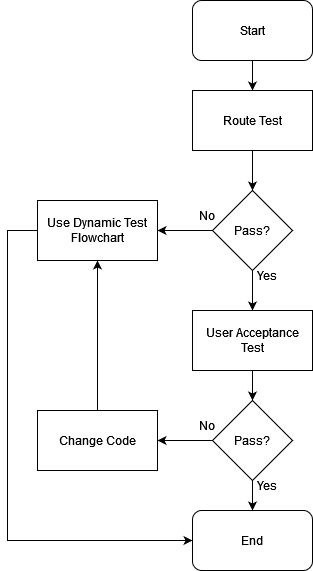 Start
Route Test
No
Pass?
Use Dynamic Test
Flowchart
Yes
User Acceptance
Test
No
Pass?
Change Code
Yes
End